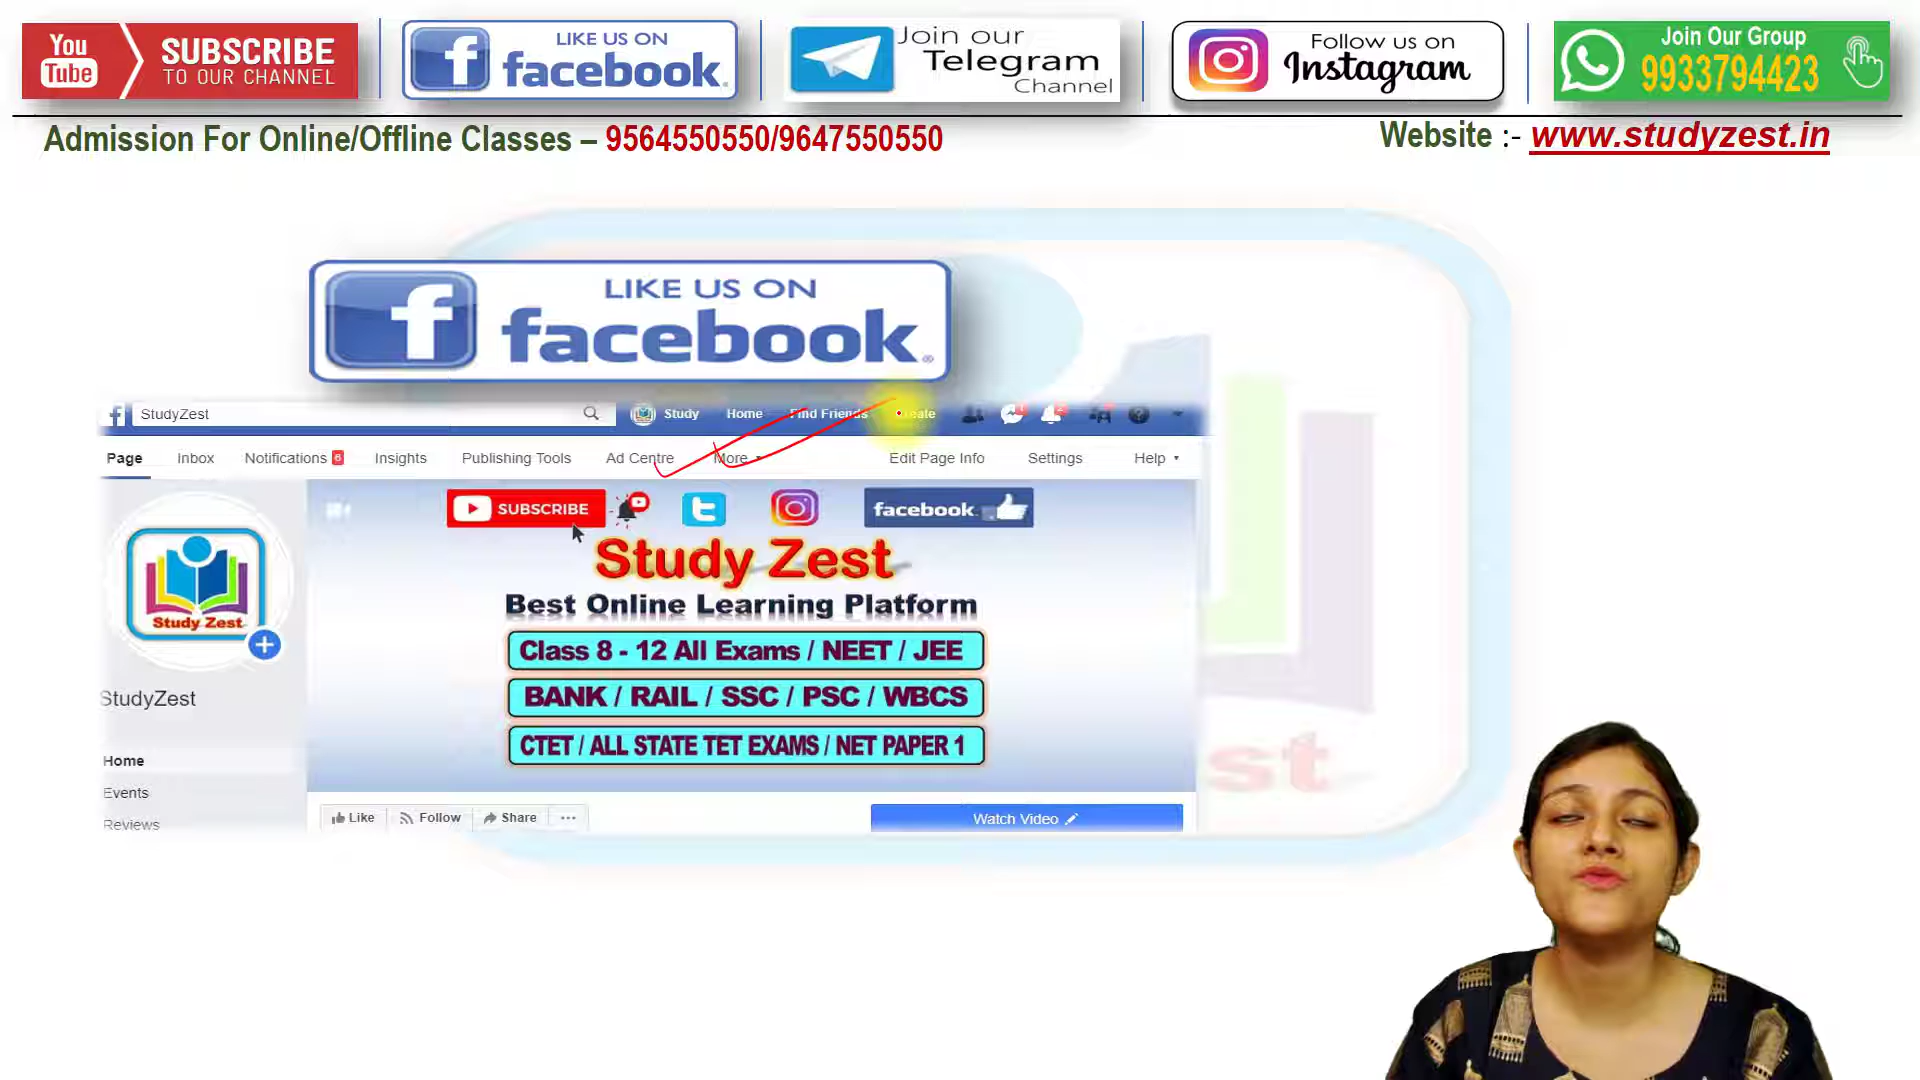 You Tube SUBSCRIBE TO OUR CHANNEL
LIKE US ON facebook.
Join our Telegram Channel
Follow us on Instagram
Join Our Group 9933794423
Admission For Online/Offline Classes – 9564550550/9647550550
Website :- www.studyzest.in
LIKE US ON
facebook
StudyZest Study Home Find Friends
Page Inbox Notifications 6 Insights Publishing Tools Ad Centre More Edit Page Info Settings Help
SUBSCRIBE facebook
Study Zest
Best Online Learning Platform
Class 8 - 12 All Exams / NEET / JEE
BANK / RAIL / SSC / PSC / WBCS
CTET / ALL STATE TET EXAMS / NET PAPER 1
Study Zest
StudyZest
Home
Events
Reviews
Like Follow Share ... Watch Video